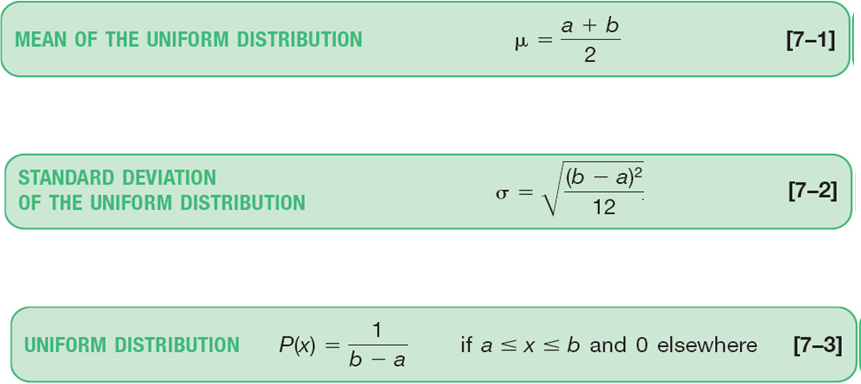 MEAN OF THE UNIFORM DISTRIBUTION μ = (a + b)/2 [7–1]
STANDARD DEVIATION
OF THE UNIFORM DISTRIBUTION σ = √((b − a)²/12) [7–2]
UNIFORM DISTRIBUTION P(x) = 1/(b − a) if a ≤ x ≤ b and 0 elsewhere [7–3]